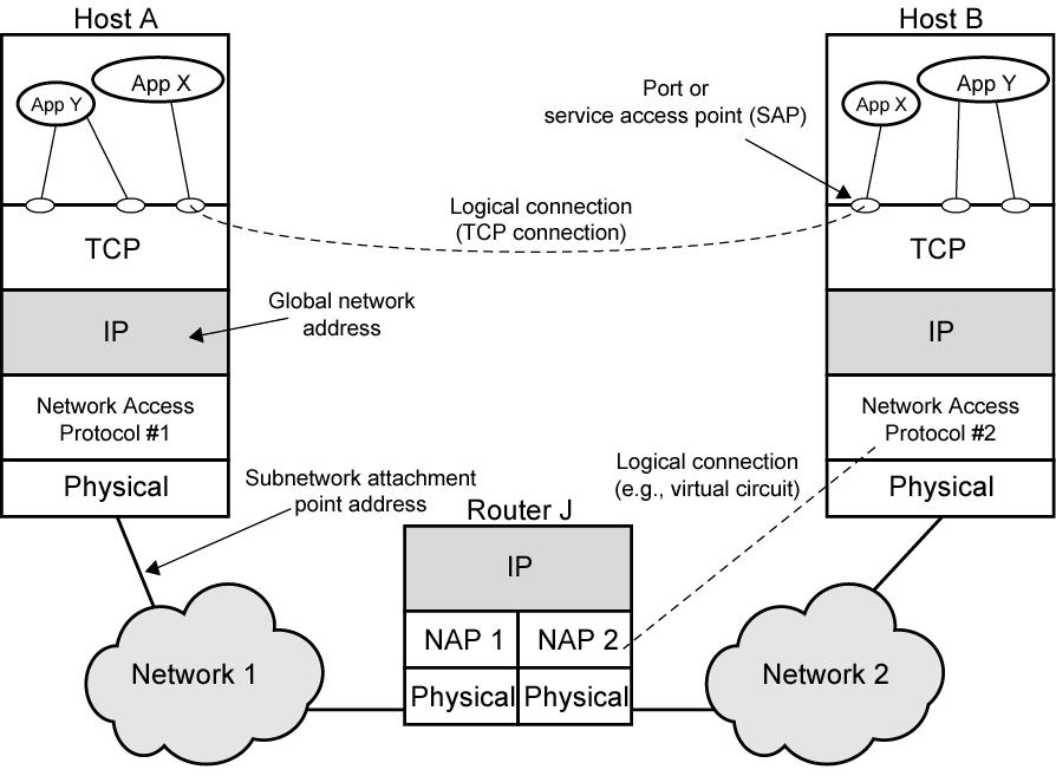 Host A
Host B
App Y
App X
Port or
service access point (SAP)
App X
App Y
Logical connection
(TCP connection)
TCP
TCP
Global network
address
IP
IP
Network Access
Protocol #1
Network Access
Protocol #2
Logical connection
(e.g., virtual circuit)
Physical
Physical
Subnetwork attachment
point address
Router J
IP
NAP 1
NAP 2
Network 1
Network 2
Physical
Physical